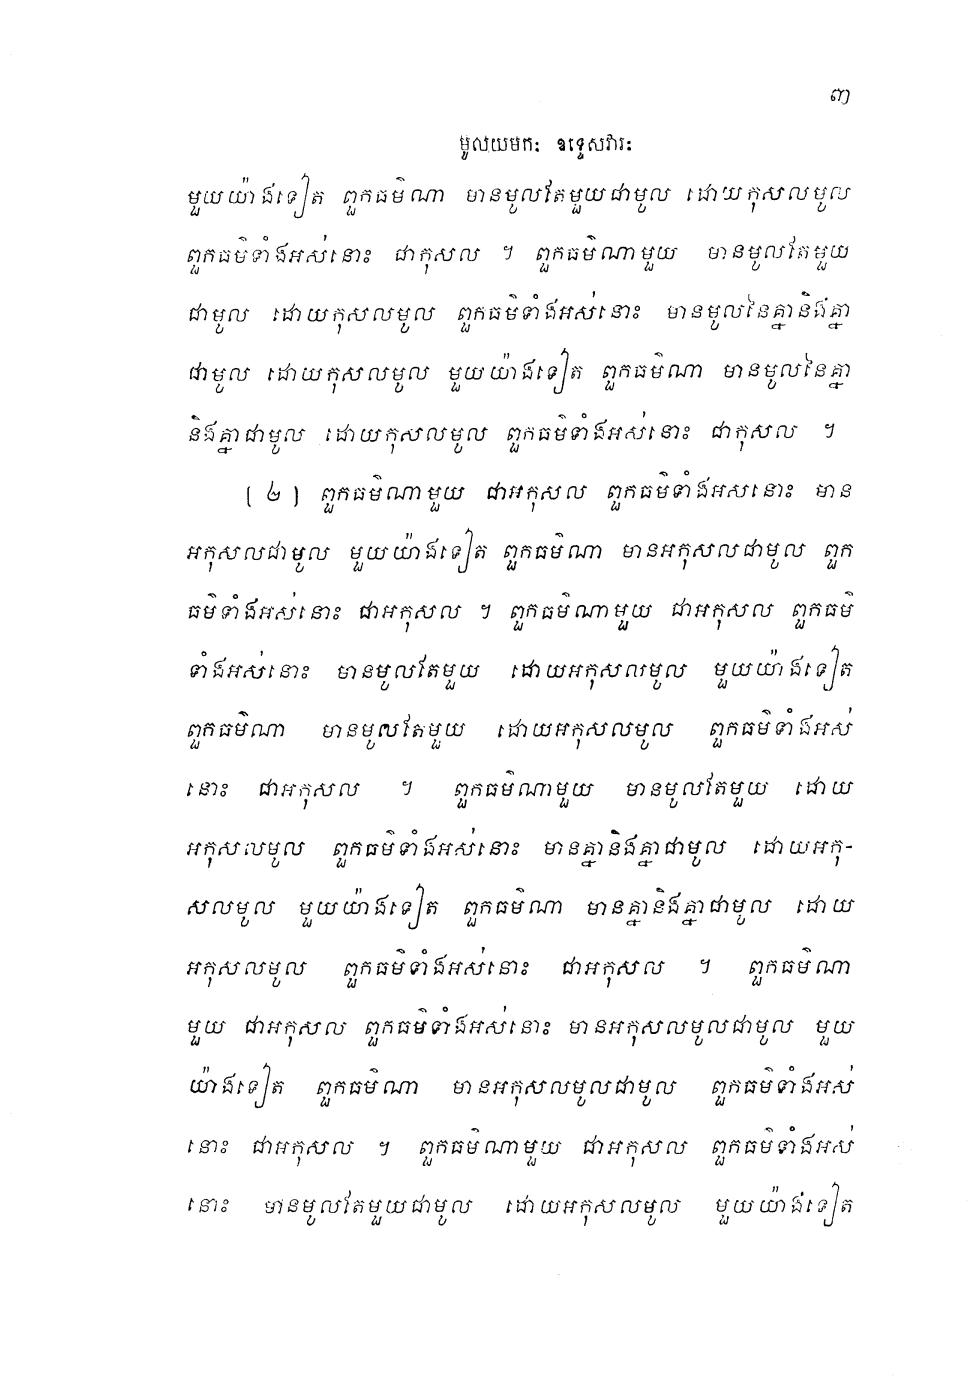 ៣
មូលយមក: ឧទ្ទេសវារ:
មួយយ៉ាងទៀត ពួកធម៌ណា មានមូលតែមួយជាមូល ដោយកុសលមូល
ពួកធម៌ទាំងអស់នោះ ជាកុសល ។ ពួកធម៌ណាមួយ មានមូលតែមួយ
ជាមូល ដោយកុសលមូល ពួកធម៌ទាំងអស់នោះ មានមូលនៃគ្នានិងគ្នា
ជាមូល ដោយកុសលមូល មួយយ៉ាងទៀត ពួកធម៌ណា មានមូលនៃគ្នា
និងគ្នាជាមូល ដោយកុសលមូល ពួកធម៌ទាំងអស់នោះ ជាកុសល ។
( ២ ) ពួកធម៌ណាមួយ ជាអកុសល ពួកធម៌ទាំងអសនោះ មាន
អកុសលជាមូល មួយយ៉ាងទៀត ពួកធម៌ណា មានអកុសលជាមូល ពួក
ធម៌ទាំងអស់នោះ ជាអកុសល ។ ពួកធម៌ណាមួយ ជាអកុសល ពួកធម៌
ទាំងអស់នោះ មានមូលតែមួយ ដោយអកុសលមូល មួយយ៉ាងទៀត
ពួកធម៌ណា មានមូលតែមួយ ដោយអកុសលមូល ពួកធម៌ទាំងអស់
នោះ ជាអកុសល ។ ពួកធម៌ណាមួយ មានមូលតែមួយ ដោយ
អកុសលមូល ពួកធម៌ទាំងអស់នោះ មានគ្នានិងគ្នាជាមូល ដោយអកុ-
សលមូល មួយយ៉ាងទៀត ពួកធម៌ណា មានគ្នានិងគ្នាជាមូល ដោយ
អកុសលមូល ពួកធម៌ទាំងអស់នោះ ជាអកុសល ។ ពួកធម៌ណា
មួយ ជាអកុសល ពួកធម៌ទាំងអស់នោះ មានអកុសលមូលជាមូល មួយ
យ៉ាងទៀត ពួកធម៌ណា មានអកុសលមូលជាមូល ពួកធម៌ទាំងអស់
នោះ ជាអកុសល ។ ពួកធម៌ណាមួយ ជាអកុសល ពួកធម៌ទាំងអស់
នោះ មានមូលតែមួយជាមូល ដោយអកុសលមូល មួយយ៉ាងទៀត